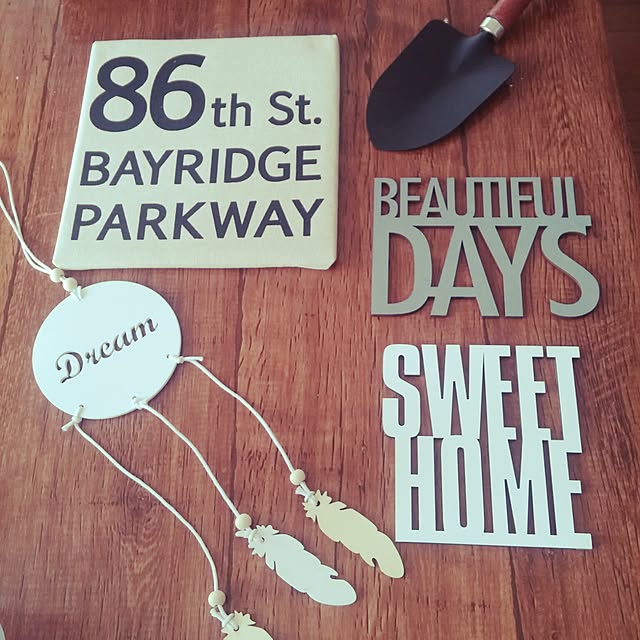 86th St.
BAYRIDGE
PARKWAY
BEAUTIFUL
DAYS
Dream
SWEET
HOME